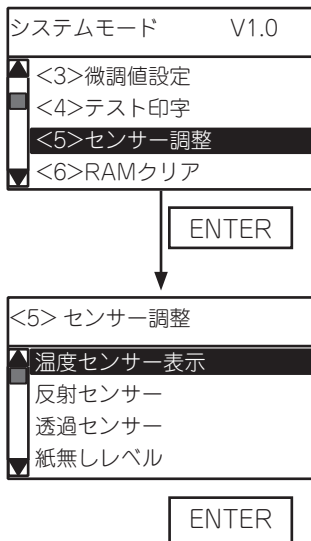 システムモード V1.0
<3>微調値設定
<4>テスト印字
<5>センサー調整
<6>RAMクリア
ENTER
<5> センサー調整
温度センサー表示
反射センサー
透過センサー
紙無しレベル
ENTER